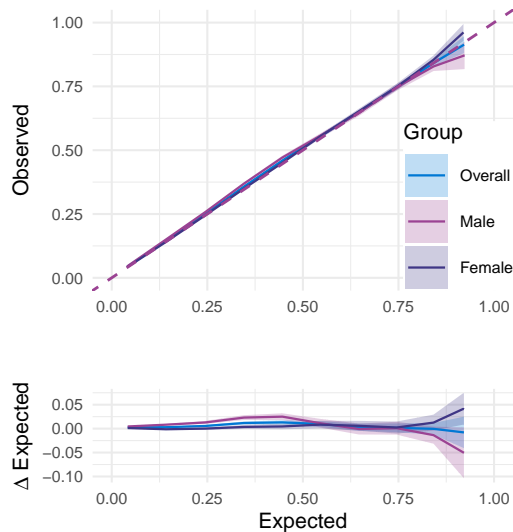 1.00
0.75
0.50
0.25
0.00
Observed
0.00 0.25 0.50 0.75 1.00
Group
Overall
Male
Female
0.05
0.00
−0.05
−0.10
Δ Expected
0.00 0.25 0.50 0.75 1.00
Expected